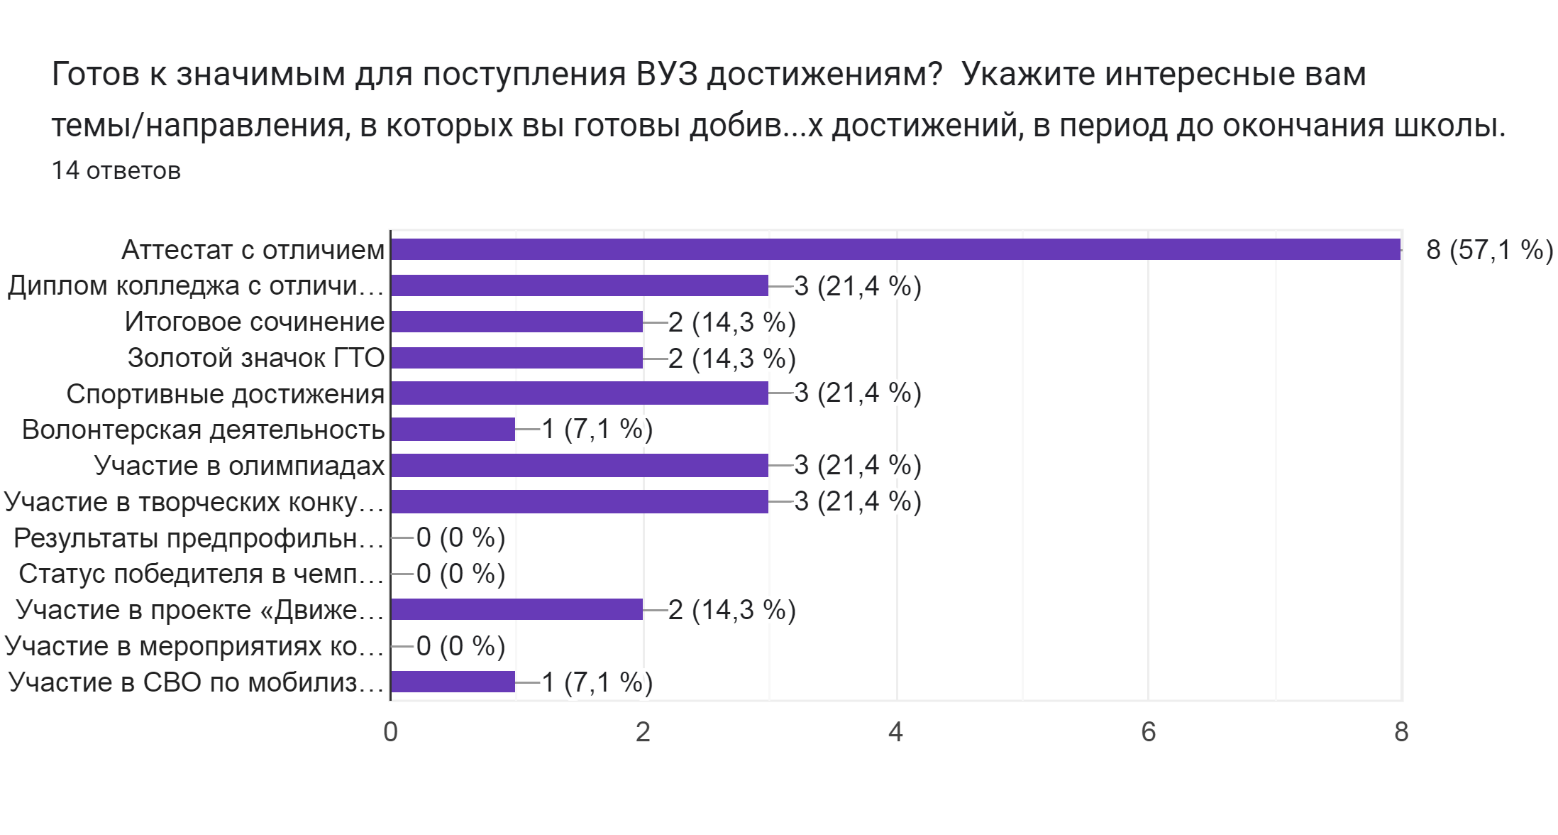 Готов к значимым для поступления ВУЗ достижениям?  Укажите интересные вам
темы/направления, в которых вы готовы добив...х достижений, в период до окончания школы.
14 ответов
Аттестат с отличием 8 (57,1 %)
Диплом колледжа с отличи… 3 (21,4 %)
Итоговое сочинение 2 (14,3 %)
Золотой значок ГТО 2 (14,3 %)
Спортивные достижения 3 (21,4 %)
Волонтерская деятельность 1 (7,1 %)
Участие в олимпиадах 3 (21,4 %)
Участие в творческих конку… 3 (21,4 %)
Результаты предпрофильн… 0 (0 %)
Статус победителя в чемп… 0 (0 %)
Участие в проекте «Движе… 2 (14,3 %)
Участие в мероприятиях ко… 0 (0 %)
Участие в СВО по мобилиз… 1 (7,1 %)
0 2 4 6 8